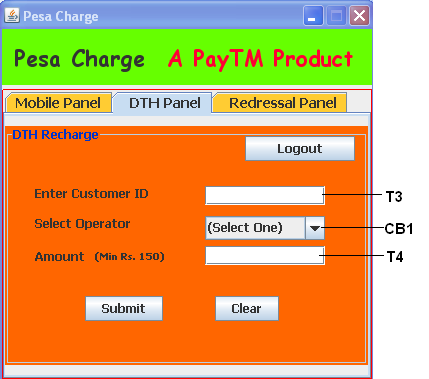 Pesa Charge
Pesa Charge A PayTM Product
Mobile Panel DTH Panel Redressal Panel
DTH Recharge
Logout
Enter Customer ID T3
Select Operator (Select One) CB1
Amount (Min Rs. 150) T4
Submit Clear